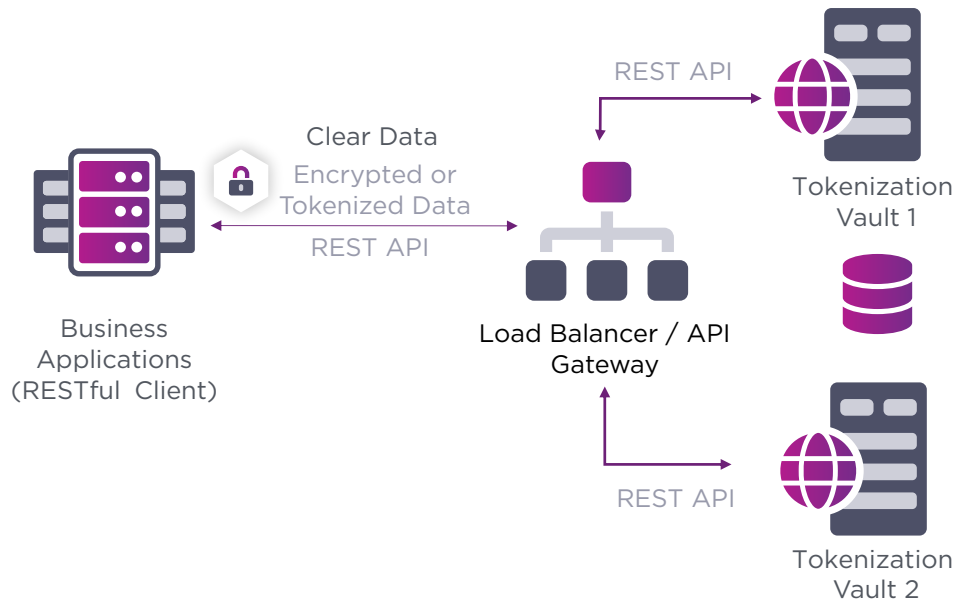 REST API
Clear Data
Encrypted or
Tokenized Data
REST API
Tokenization
Vault 1
Business
Applications
(RESTful  Client)
Load Balancer / API
Gateway
REST API
Tokenization
Vault 2